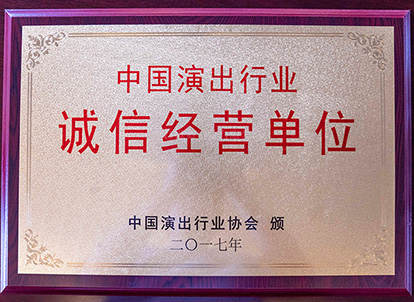 中国演出行业
诚信经营单位
中国演出行业协会 颁
二〇一七年